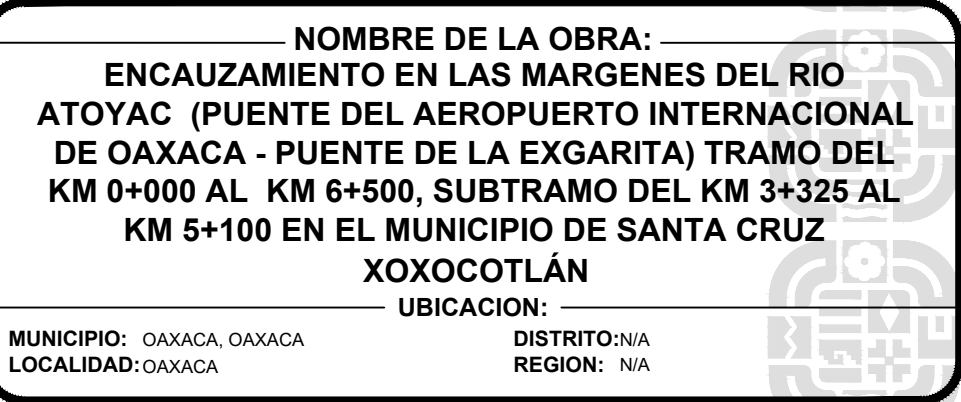 NOMBRE DE LA OBRA:
ENCAUZAMIENTO EN LAS MARGENES DEL RIO
ATOYAC (PUENTE DEL AEROPUERTO INTERNACIONAL
DE OAXACA - PUENTE DE LA EXGARITA) TRAMO DEL
KM 0+000 AL KM 6+500, SUBTRAMO DEL KM 3+325 AL
KM 5+100 EN EL MUNICIPIO DE SANTA CRUZ
XOXOCOTLÁN
UBICACION:
MUNICIPIO: OAXACA, OAXACA DISTRITO:N/A
LOCALIDAD: OAXACA REGION: N/A